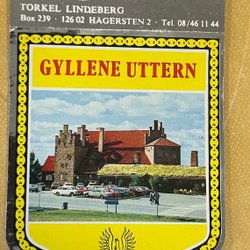 TORKEL LINDEBERG
Box 239 · 126 02 HÄGERSTEN 2 · Tel. 08/46 11 44
GYLLENE UTTERN